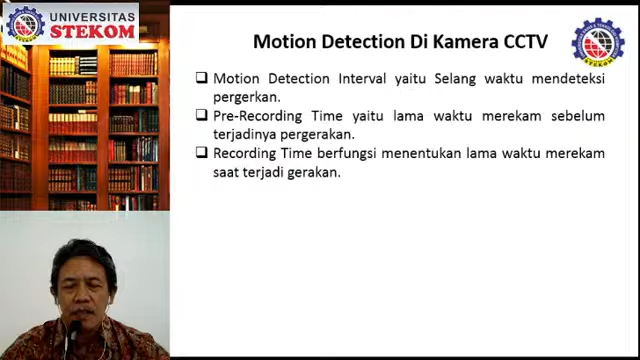 UNIVERSITAS
STEKOM
Motion Detection Di Kamera CCTV
STEKOM
Motion Detection Interval yaitu Selang waktu mendeteksi
pergerkan.
Pre-Recording Time yaitu lama waktu merekam sebelum
terjadinya pergerakan.
Recording Time berfungsi menentukan lama waktu merekam
saat terjadi gerakan.